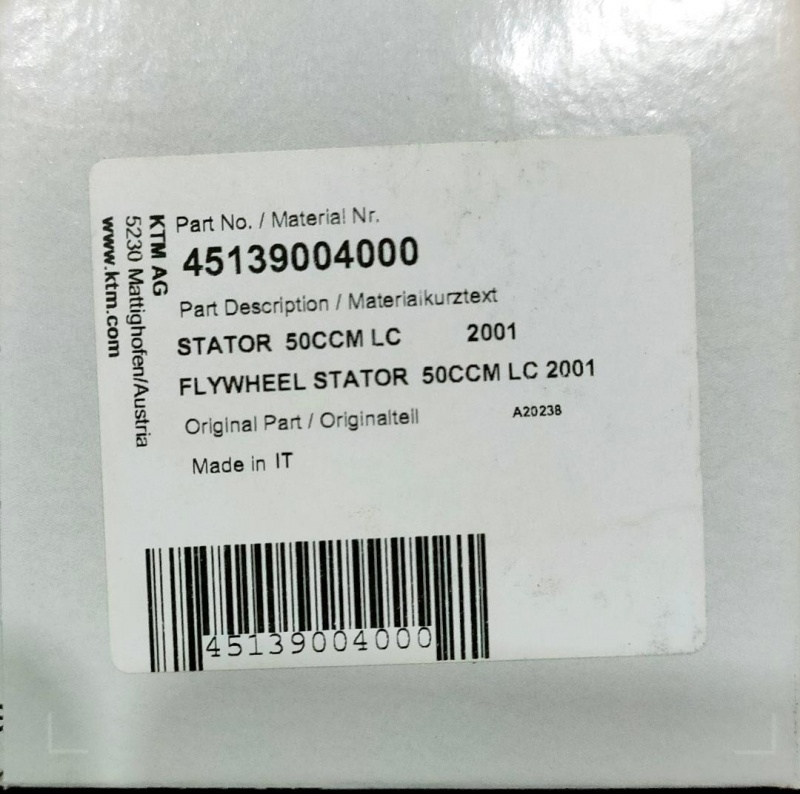 KTM AG
5230 Mattighofen/Austria
www.ktm.com
Part No. / Material Nr.
45139004000
Part Description / Materialkurztext
STATOR 50CCM LC 2001
FLYWHEEL STATOR 50CCM LC 2001
Original Part / Originalteil A20238
Made in IT
45139004000